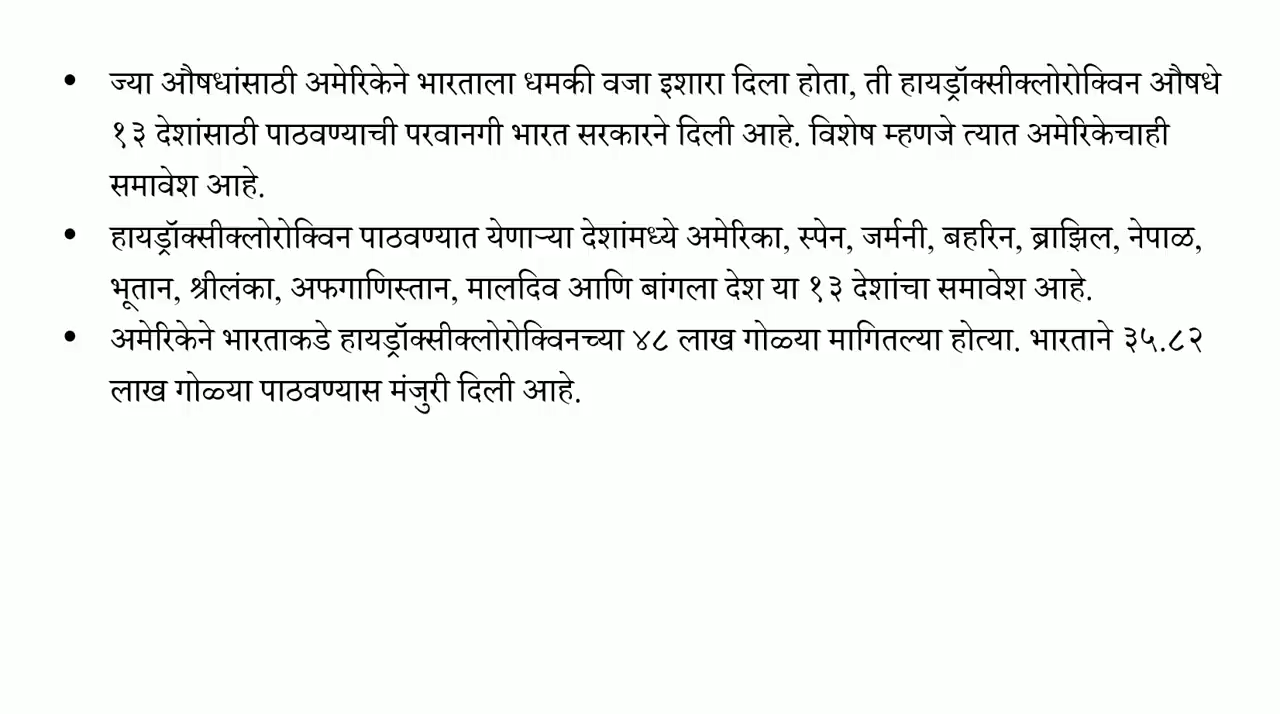 • ज्या औषधांसाठी अमेरिकेने भारताला धमकी वजा इशारा दिला होता, ती हायड्रॉक्सीक्लोरोक्विन औषधे
१३ देशांसाठी पाठवण्याची परवानगी भारत सरकारने दिली आहे. विशेष म्हणजे त्यात अमेरिकेचाही
समावेश आहे.
• हायड्रॉक्सीक्लोरोक्विन पाठवण्यात येणाऱ्या देशांमध्ये अमेरिका, स्पेन, जर्मनी, बहरिन, ब्राझिल, नेपाळ,
भूतान, श्रीलंका, अफगाणिस्तान, मालदिव आणि बांगला देश या १३ देशांचा समावेश आहे.
• अमेरिकेने भारताकडे हायड्रॉक्सीक्लोरोक्विनच्या ४८ लाख गोळ्या मागितल्या होत्या. भारताने ३५.८२
लाख गोळ्या पाठवण्यास मंजुरी दिली आहे.